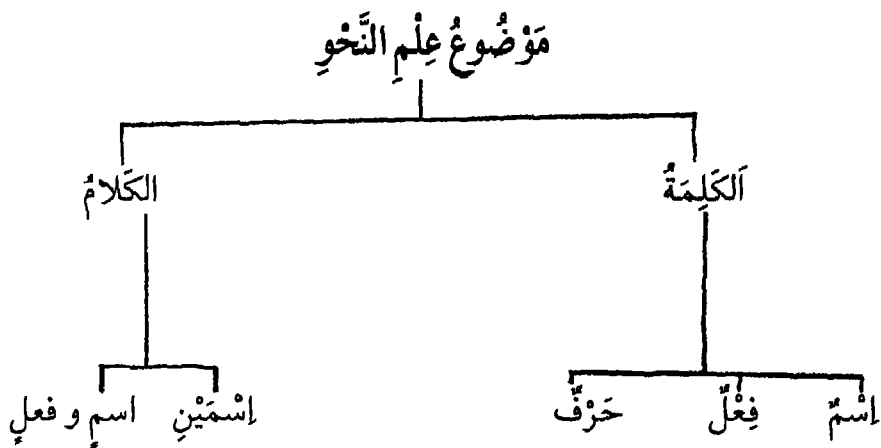 مَوْضُوعُ عِلْمِ النَّحْوِ
اَلكَلِمَةُ
الكَلامُ
اِسْمٌ
فِعْلٌ
حَرْفٌ
اِسْمَيْنِ
اسمٍ و فعلٍ